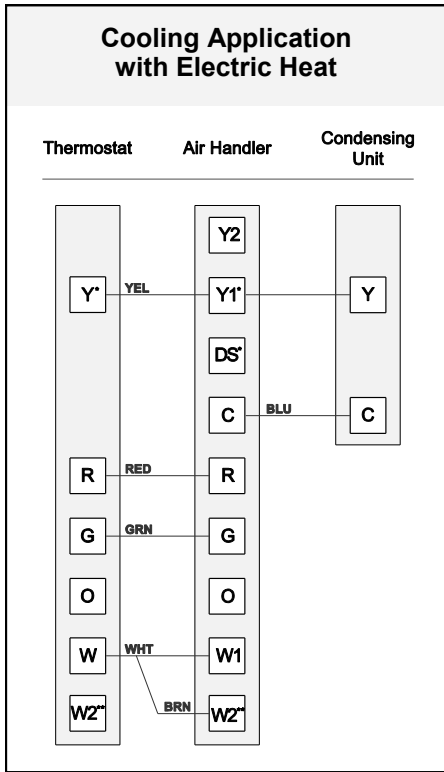 Cooling Application
with Electric Heat
Thermostat Air Handler Condensing
Unit
Y2
Y* YEL Y1* Y
DS*
C BLU C
R RED R
G GRN G
O O
W WHT W1
W2** BRN W2**